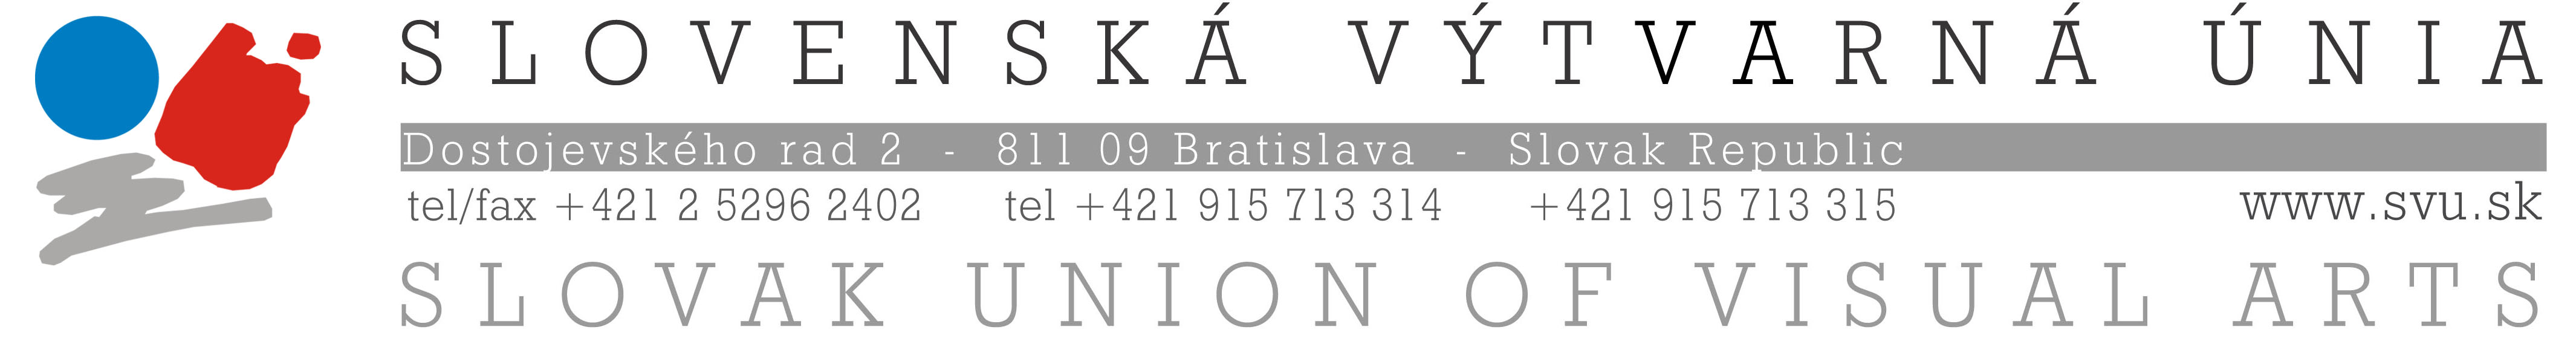 SLOVENSKÁ VÝTVARNÁ ÚNIA
Dostojevského rad 2 - 811 09 Bratislava - Slovak Republic
tel/fax +421 2 5296 2402 tel +421 915 713 314 +421 915 713 315 www.svu.sk
SLOVAK UNION OF VISUAL ARTS